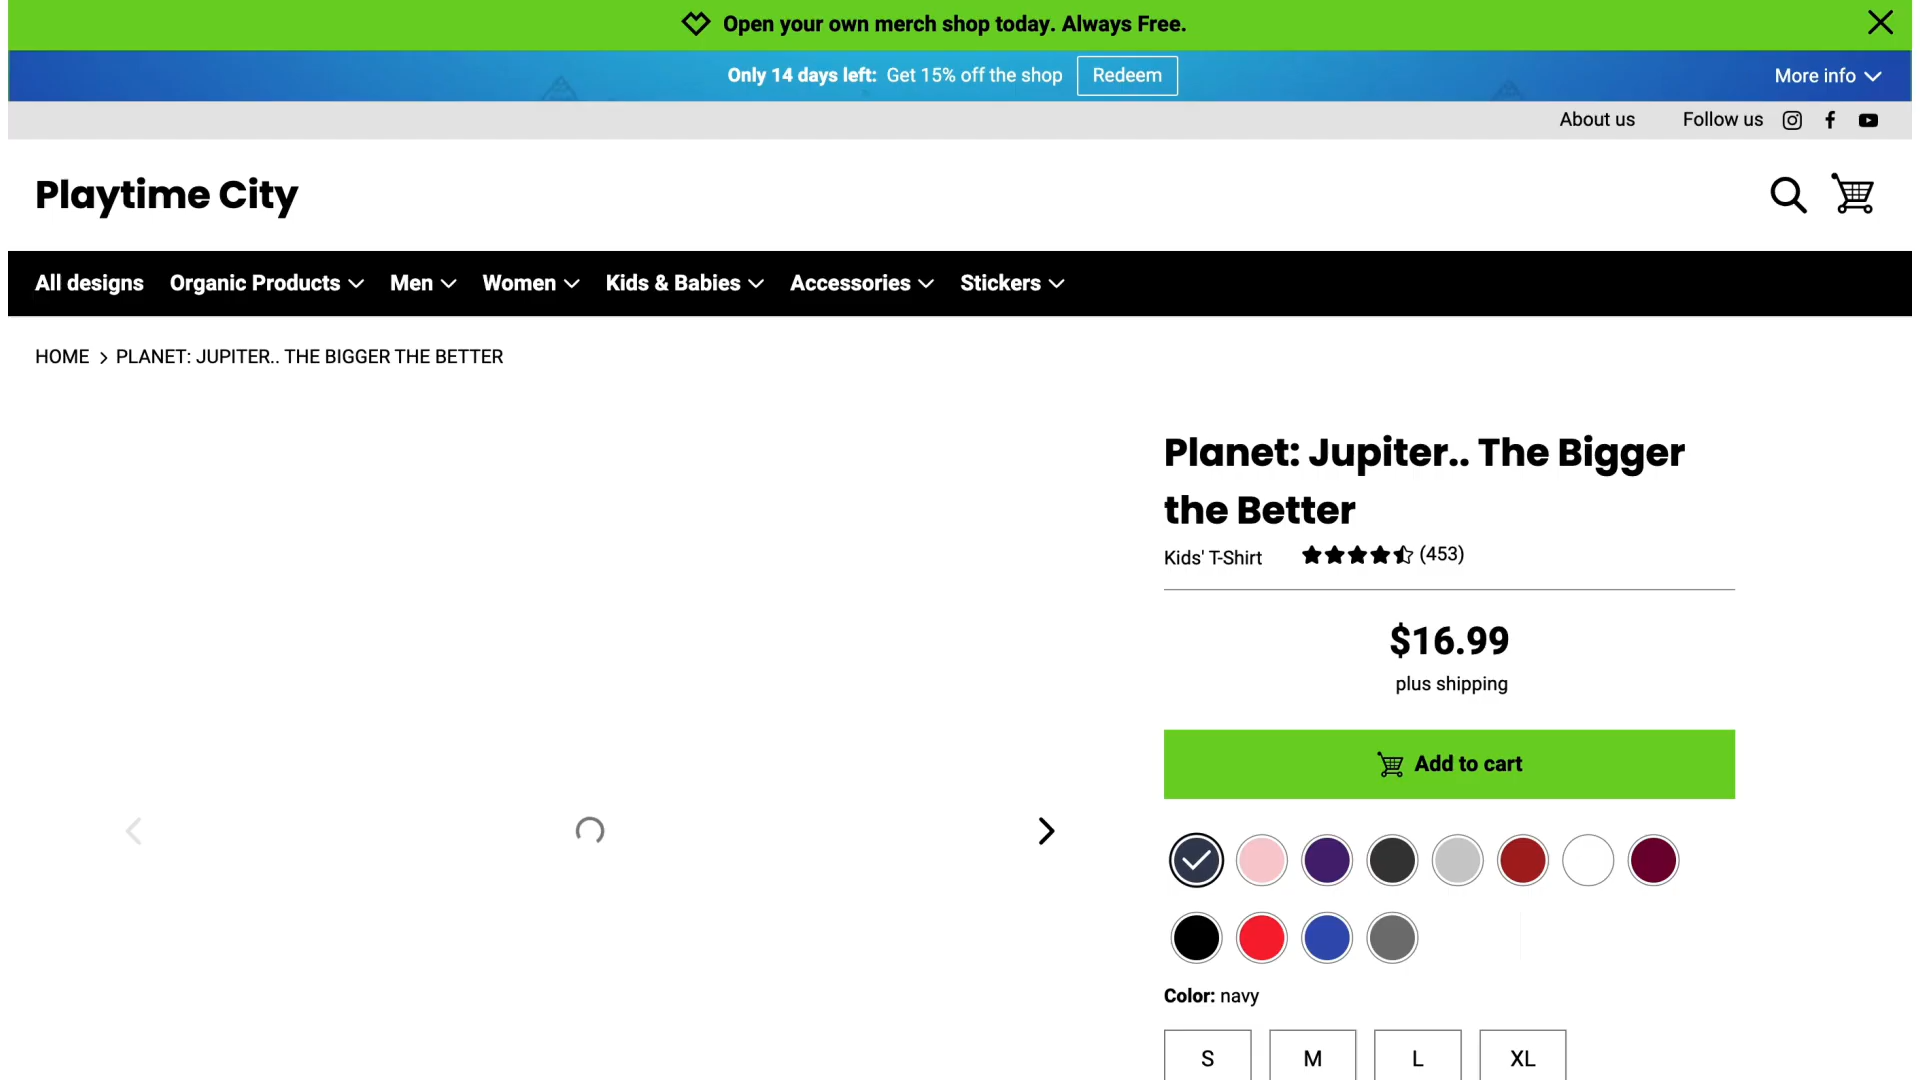 Open your own merch shop today. Always Free.
Only 14 days left: Get 15% off the shop Redeem More info
About us Follow us
Playtime City
All designs Organic Products Men Women Kids & Babies Accessories Stickers
HOME > PLANET: JUPITER.. THE BIGGER THE BETTER
Planet: Jupiter.. The Bigger
the Better
Kids' T-Shirt (453)
$16.99
plus shipping
Add to cart
Color: navy
S M L XL